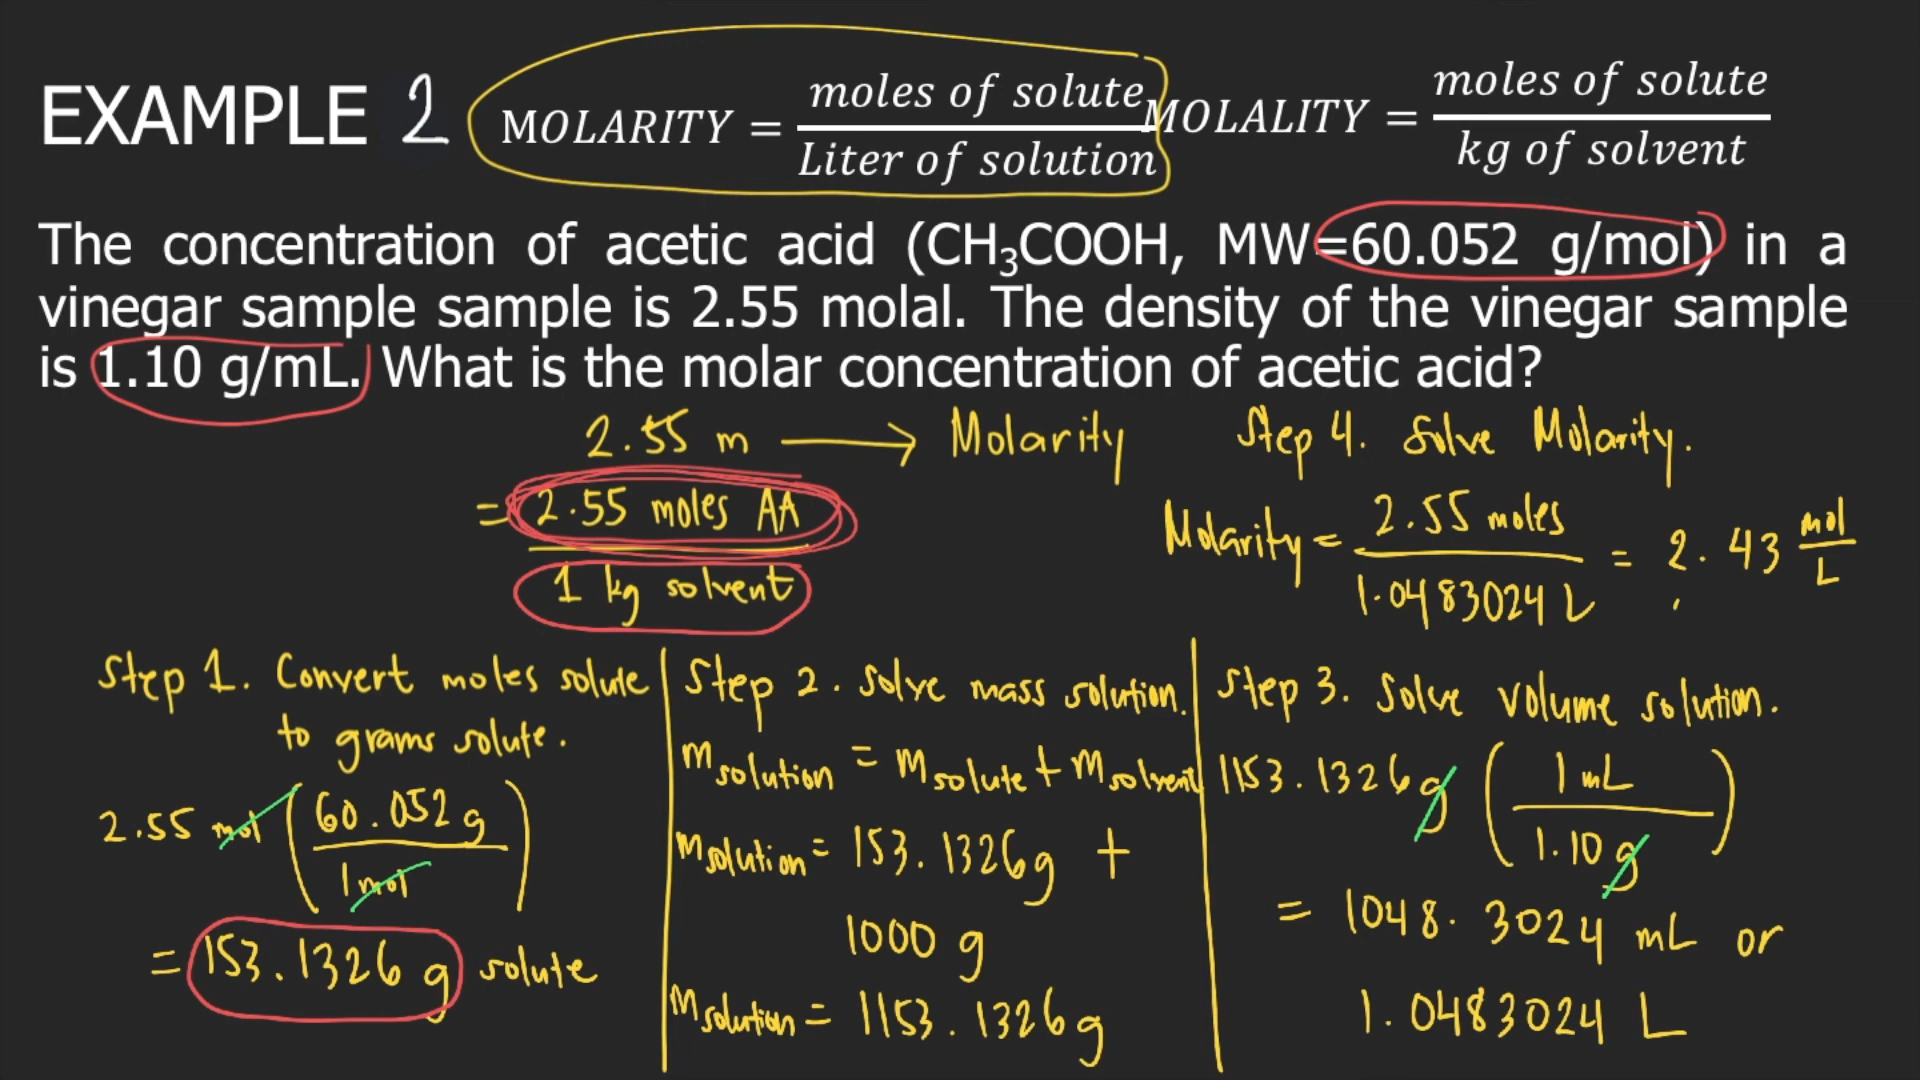 EXAMPLE 2
MOLARITY = moles of solute / Liter of solution
MOLALITY = moles of solute / kg of solvent
The concentration of acetic acid (CH₃COOH, MW=60.052 g/mol) in a
vinegar sample sample is 2.55 molal. The density of the vinegar sample
is 1.10 g/mL. What is the molar concentration of acetic acid?
2.55 m → Molarity
= 2.55 moles AA / 1 kg solvent
Step 1. Convert moles solute
to grams solute.
2.55 mol (60.052 g / 1 mol)
= 153.1326 g solute
Step 2. Solve mass solution.
m solution = m solute + m solvent
m solution = 153.1326 g +
1000 g
m solution = 1153.1326 g
Step 3. Solve volume solution.
1153.1326 g (1 mL / 1.10 g)
= 1048.3024 mL or
1.0483024 L
Step 4. Solve Molarity.
Molarity = 2.55 moles / 1.0483024 L = 2.43 mol / L